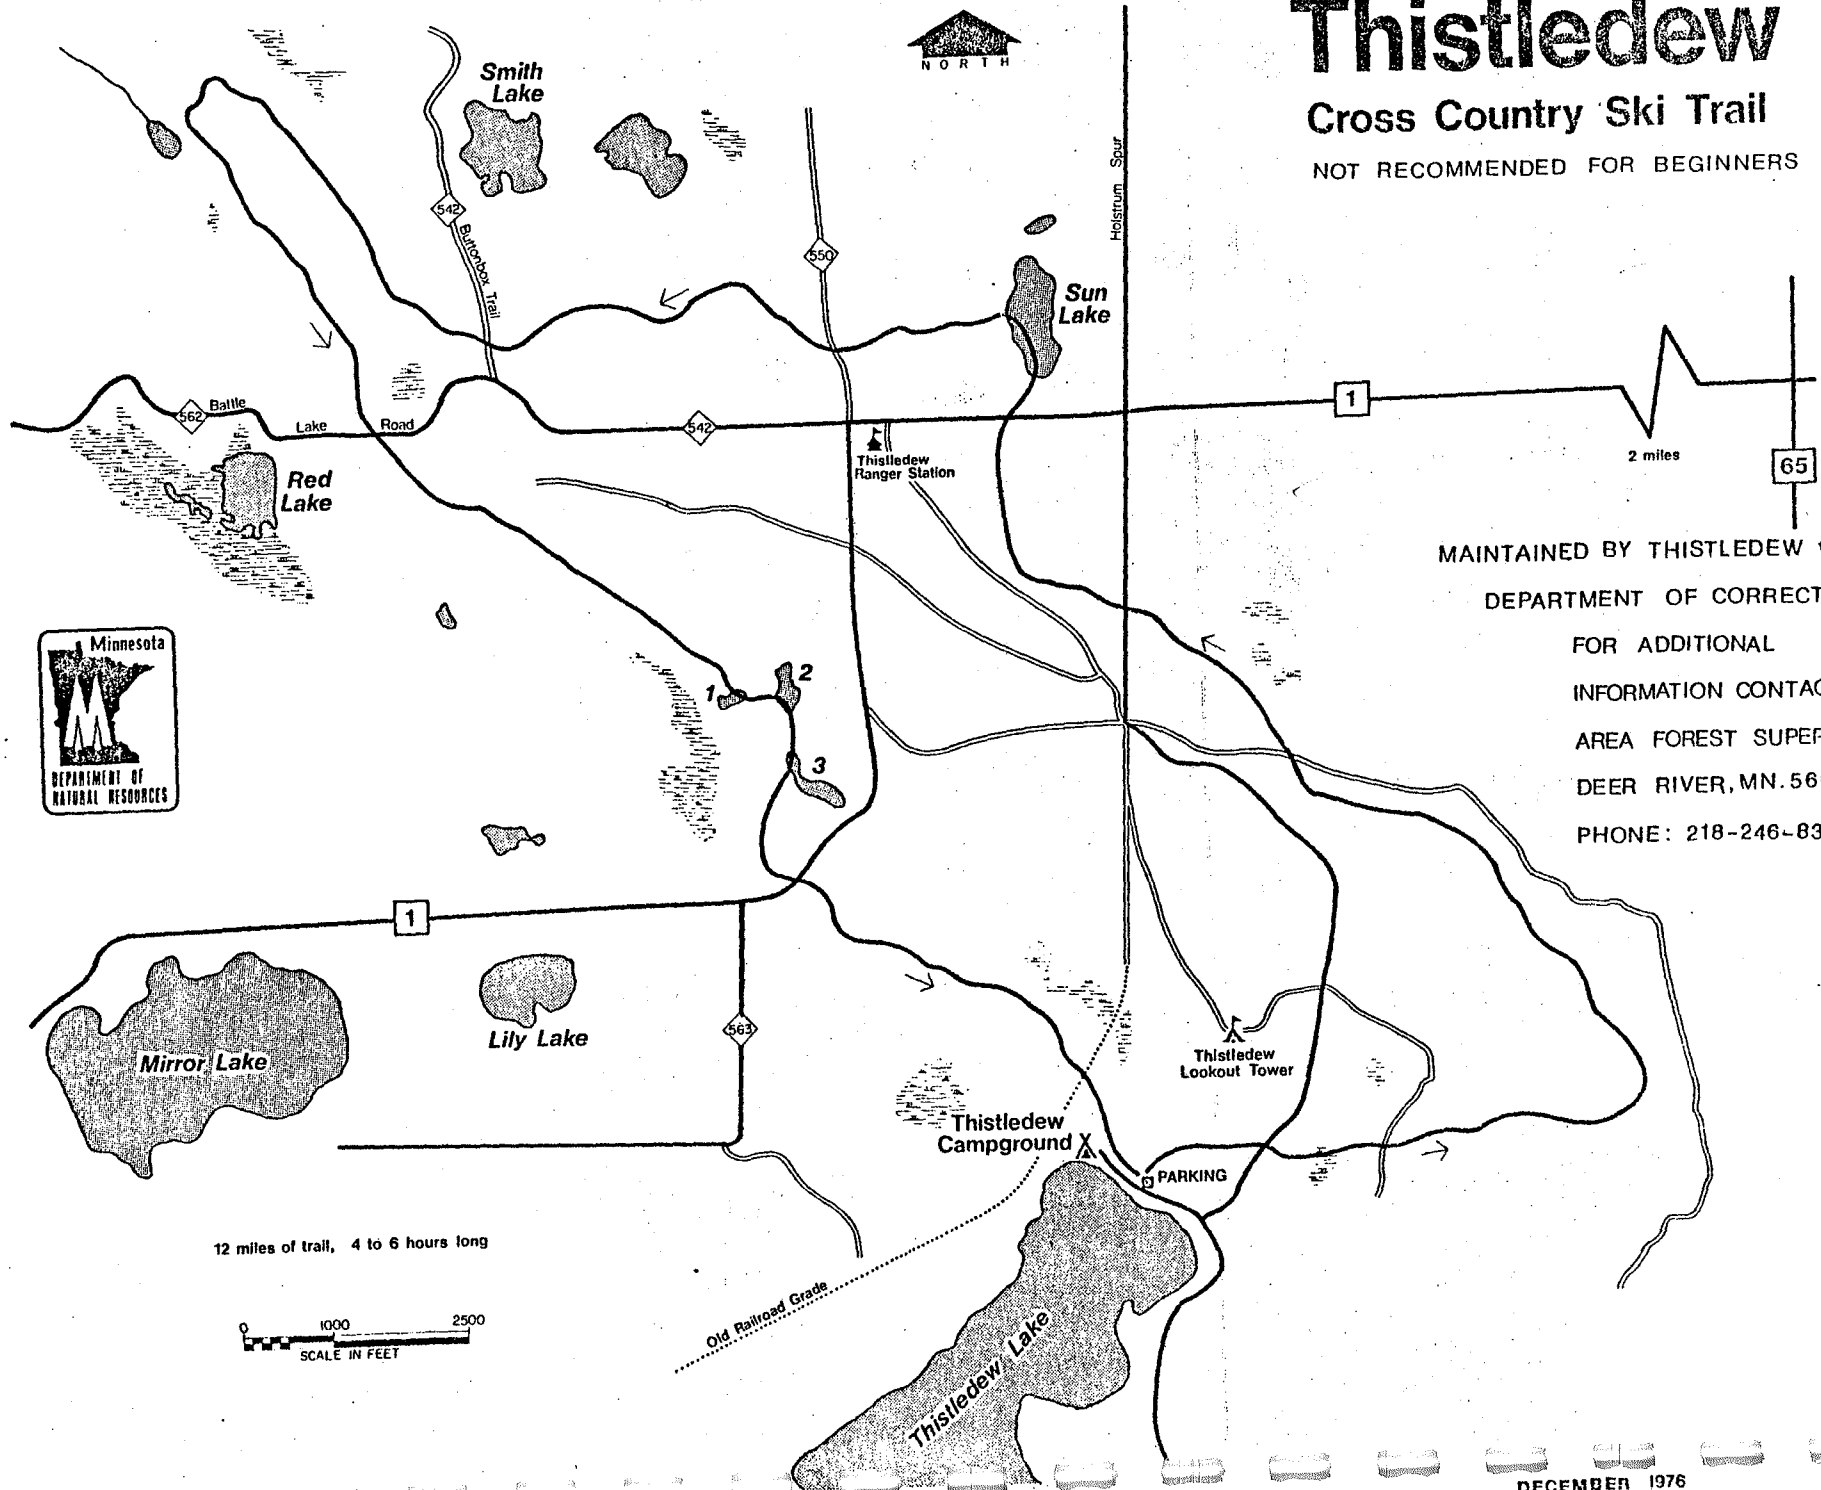 Thistledew
Cross Country Ski Trail
NOT RECOMMENDED FOR BEGINNERS
NORTH
Smith
Lake
542
Buttonbox Trail
550
Holstrum Spur
Sun
Lake
1
2 miles
65
562
Battle
Lake
Road
542
Thistledew
Ranger Station
Red
Lake
MAINTAINED BY THISTLEDEW
DEPARTMENT OF CORRECT
FOR ADDITIONAL
INFORMATION CONTAC
AREA FOREST SUPER
DEER RIVER, MN. 56
PHONE: 218-246-83
Minnesota
M
DEPARTMENT OF
NATURAL RESOURCES
1
2
3
1
Mirror Lake
Lily Lake
563
Thistledew
Lookout Tower
Thistledew
Campground
PARKING
12 miles of trail, 4 to 6 hours long
0 1000 2500
SCALE IN FEET
Old Railroad Grade
Thistledew Lake
DECEMBER 1976